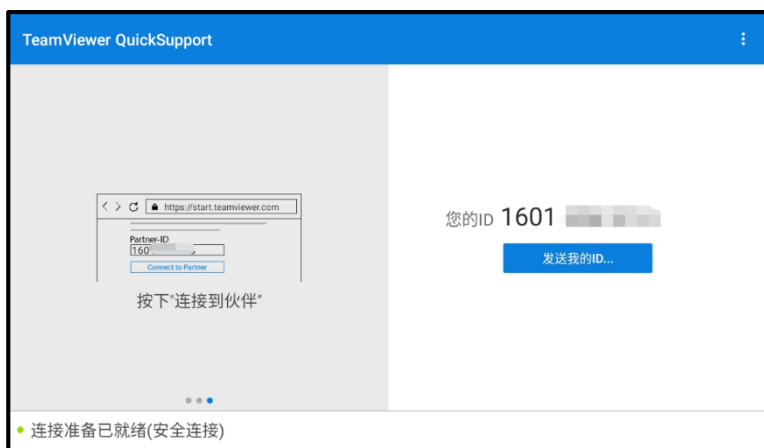 TeamViewer QuickSupport
https://start.teamviewer.com
Partner-ID
160
Connect to Partner
按下"连接到伙伴"
您的ID 1601
发送我的ID...
连接准备已就绪(安全连接)